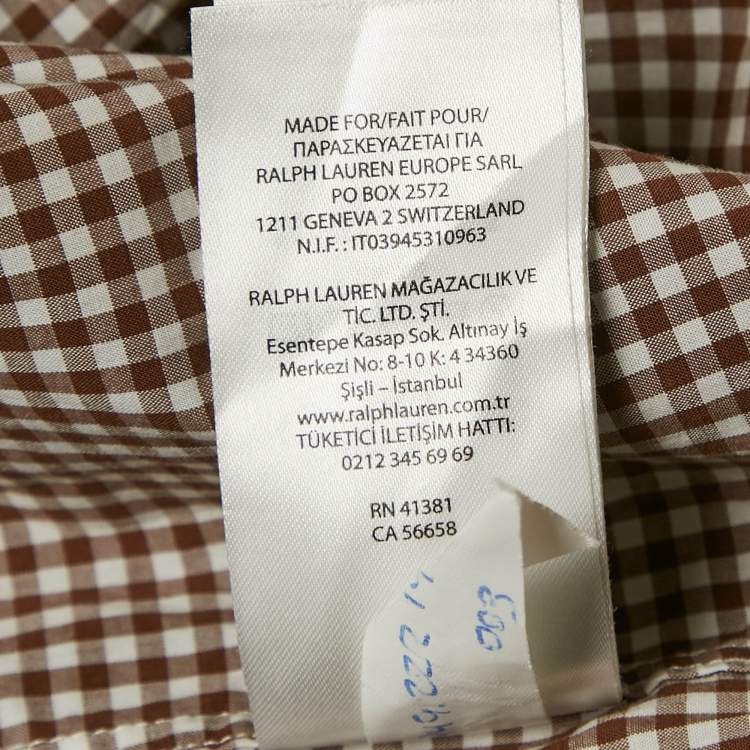 MADE FOR/FAIT POUR/
ΠΑΡΑΣΚΕΥΑΖΕΤΑΙ ΓΙΑ
RALPH LAUREN EUROPE SARL
PO BOX 2572
1211 GENEVA 2 SWITZERLAND
N.I.F. : IT03945310963
RALPH LAUREN MAĞAZACILIK VE
TİC. LTD. ŞTİ.
Esentepe Kasap Sok. Altınay İş
Merkezi No: 8-10 K: 4 34360
Şişli – İstanbul
www.ralphlauren.com.tr
TÜKETİCİ İLETİŞİM HATTI:
0212 345 69 69
RN 41381
CA 56658